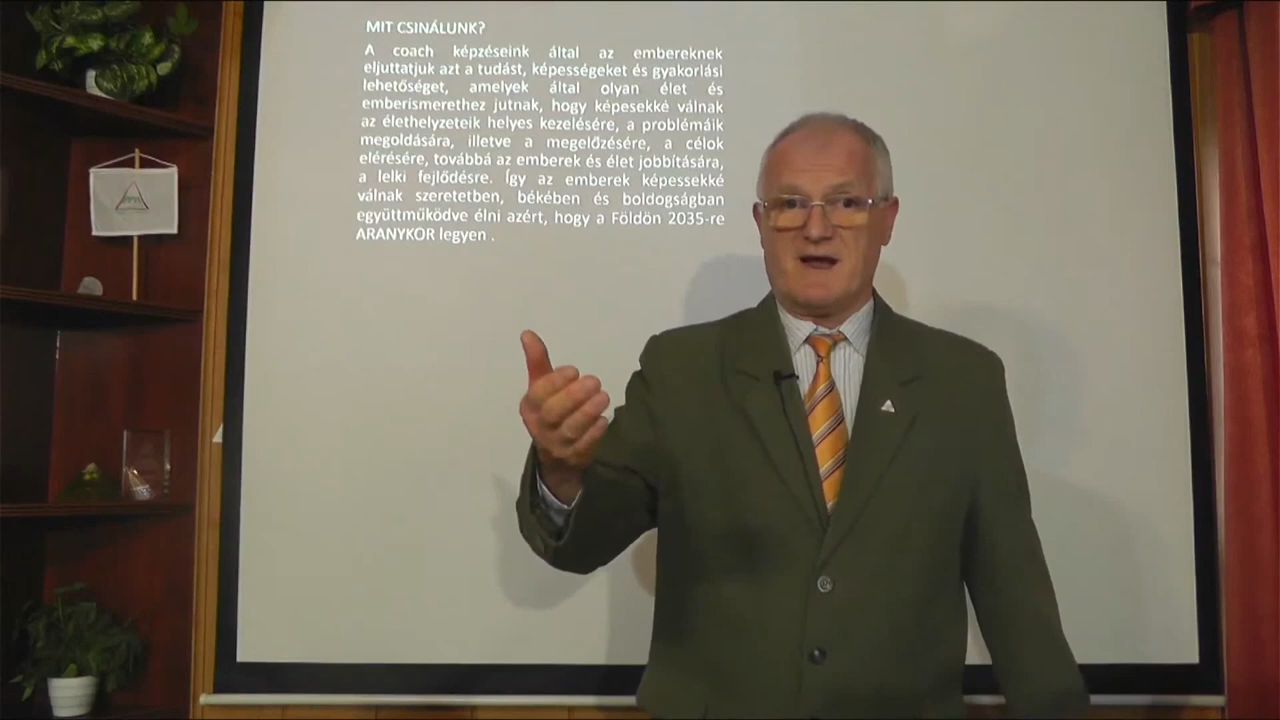 MIT CSINÁLUNK?
A coach képzéseink által az embereknek
eljuttatjuk azt a tudást, képességeket és gyakorlási
lehetőséget, amelyek által olyan élet és
emberismerethez jutnak, hogy képesekké válnak
az élethelyzeteik helyes kezelésére, a problémáik
megoldására, illetve a megelőzésére, a célok
elérésére, továbbá az emberek és élet jobbítására,
a lelki fejlődésre. Így az emberek képessekké
válnak szeretetben, békében és boldogságban
együttműködve élni azért, hogy a Földön 2035-re
ARANYKOR legyen .